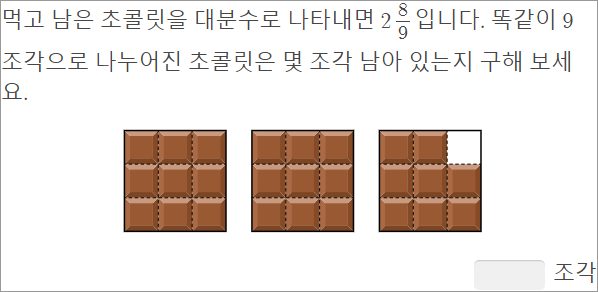 먹고 남은 초콜릿을 대분수로 나타내면 2 8/9 입니다. 똑같이 9
조각으로 나누어진 초콜릿은 몇 조각 남아 있는지 구해 보세
요.
조각